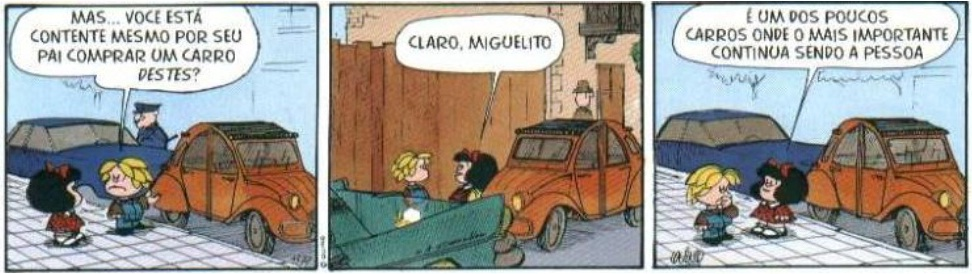 MAS... VOCE ESTÁ
CONTENTE MESMO POR SEU
PAI COMPRAR UM CARRO
DESTES?
CLARO, MIGUELITO
É UM DOS POUCOS
CARROS ONDE O MAIS IMPORTANTE
CONTINUA SENDO A PESSOA